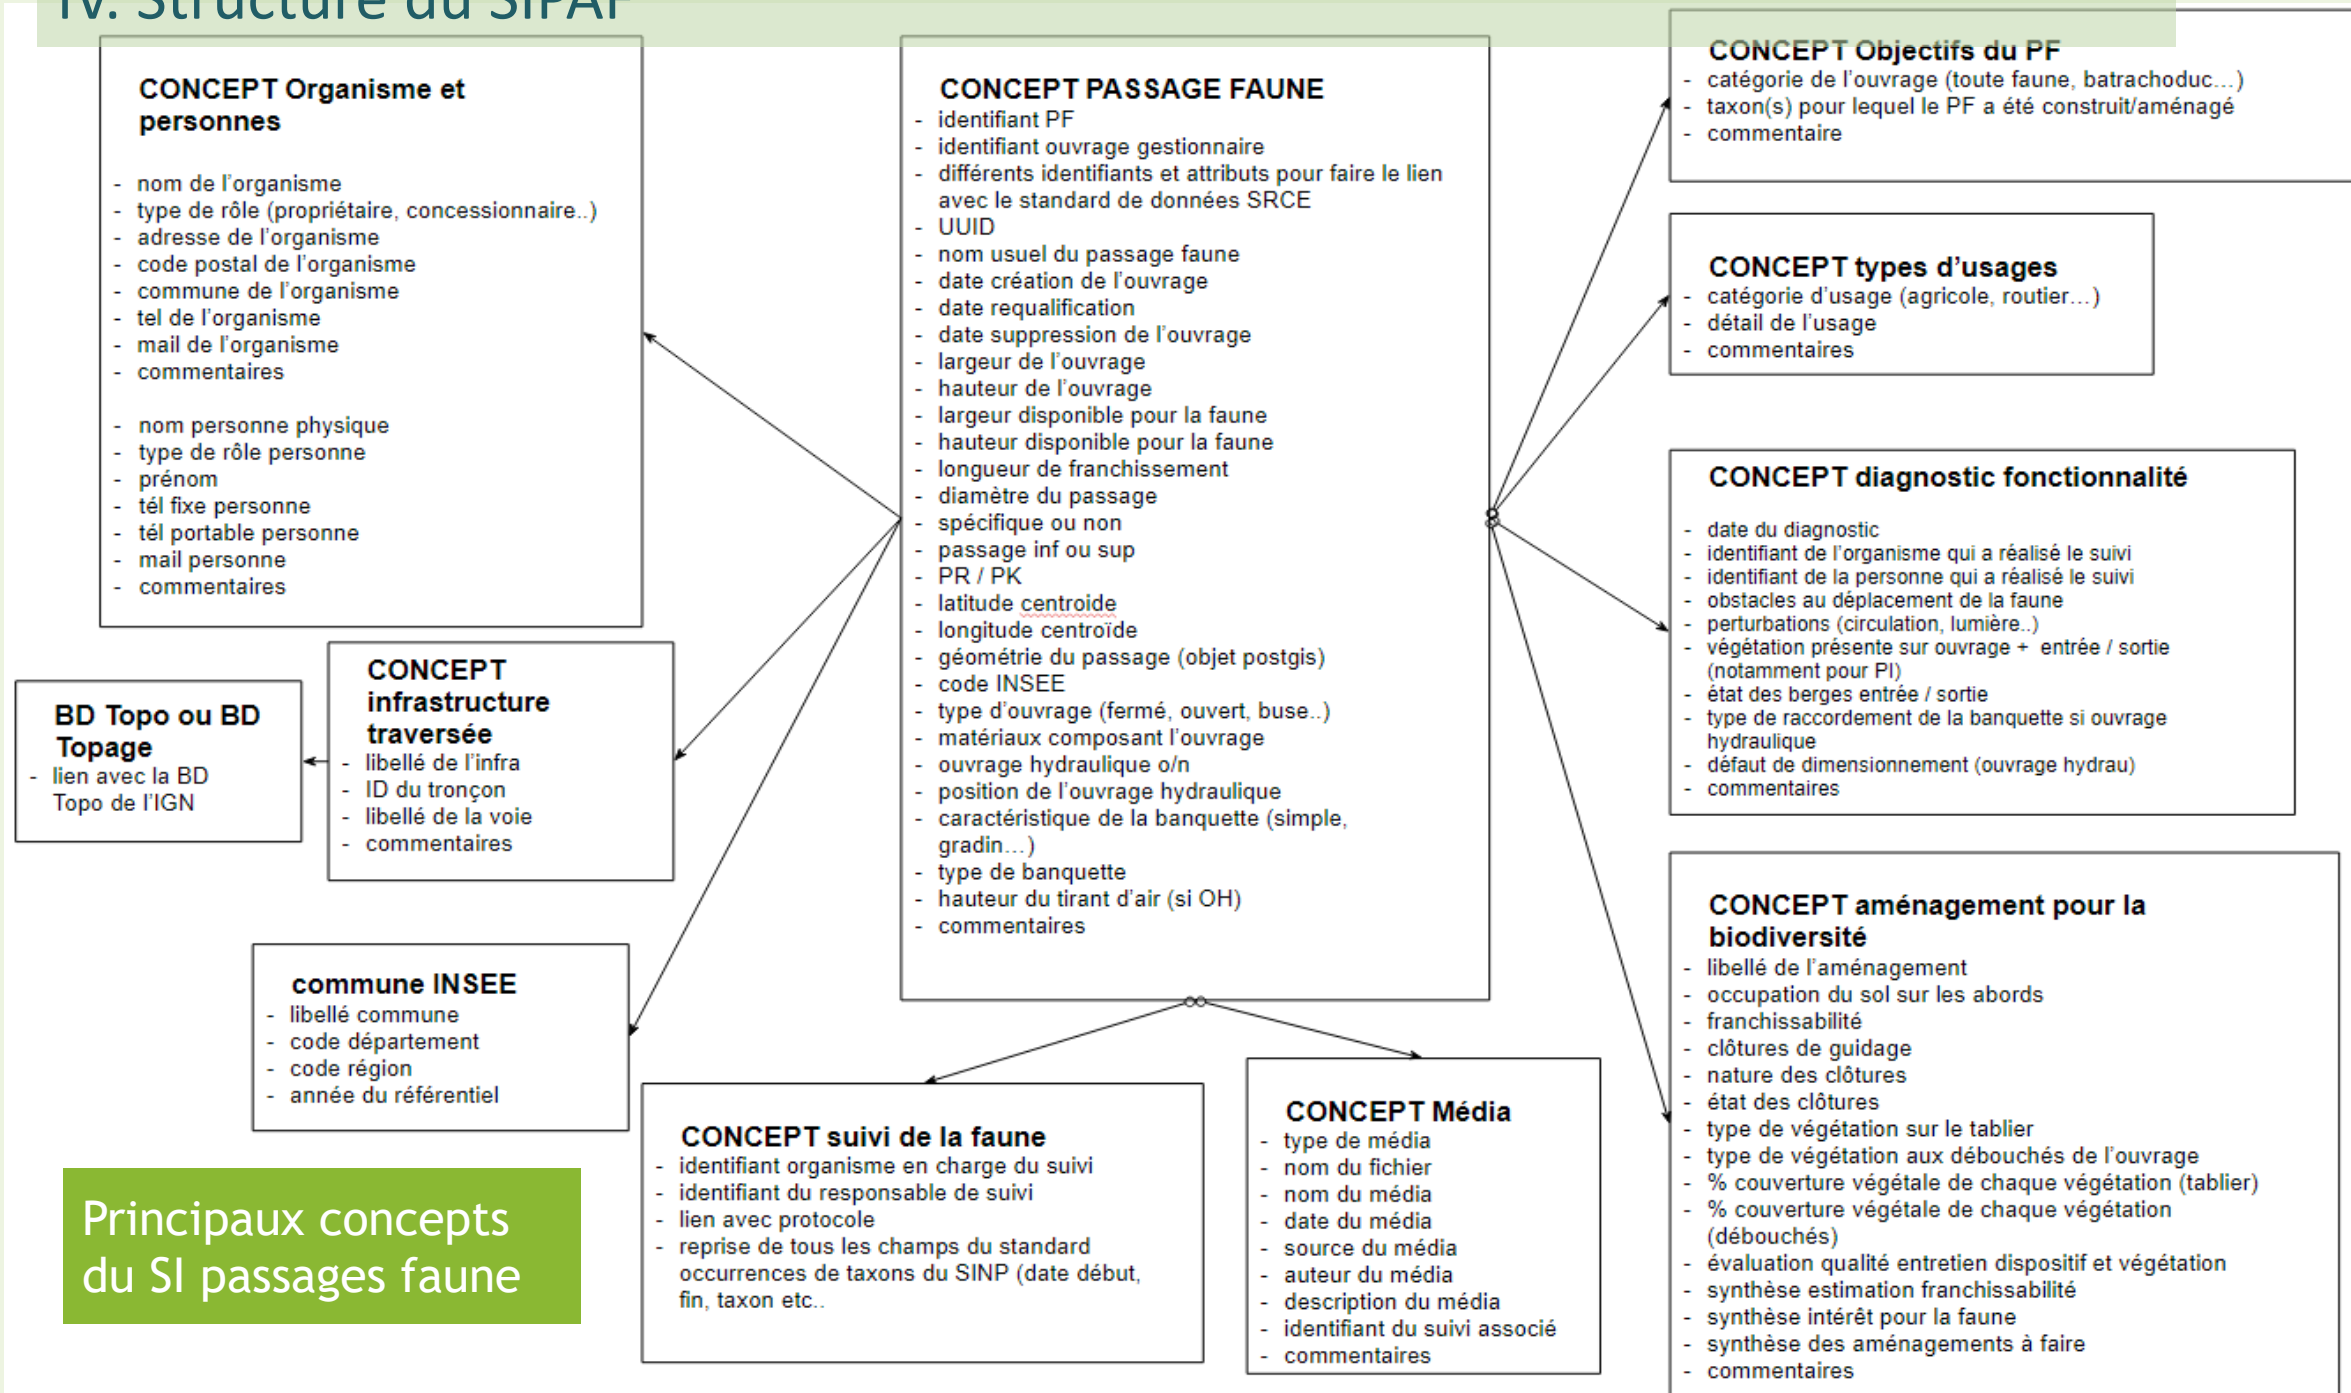 IV. Structure du SIPAF
CONCEPT Organisme et
personnes
- nom de l'organisme
- type de rôle (propriétaire, concessionnaire..)
- adresse de l'organisme
- code postal de l'organisme
- commune de l'organisme
- tel de l'organisme
- mail de l'organisme
- commentaires
- nom personne physique
- type de rôle personne
- prénom
- tél fixe personne
- tél portable personne
- mail personne
- commentaires
BD Topo ou BD
Topage
- lien avec la BD
Topo de l'IGN
CONCEPT
infrastructure
traversée
- libellé de l'infra
- ID du tronçon
- libellé de la voie
- commentaires
commune INSEE
- libellé commune
- code département
- code région
- année du référentiel
Principaux concepts
du SI passages faune
CONCEPT PASSAGE FAUNE
- identifiant PF
- identifiant ouvrage gestionnaire
- différents identifiants et attributs pour faire le lien
avec le standard de données SRCE
- UUID
- nom usuel du passage faune
- date création de l'ouvrage
- date requalification
- date suppression de l'ouvrage
- largeur de l'ouvrage
- hauteur de l'ouvrage
- largeur disponible pour la faune
- hauteur disponible pour la faune
- longueur de franchissement
- diamètre du passage
- spécifique ou non
- passage inf ou sup
- PR / PK
- latitude centroide
- longitude centroïde
- géométrie du passage (objet postgis)
- code INSEE
- type d'ouvrage (fermé, ouvert, buse..)
- matériaux composant l'ouvrage
- ouvrage hydraulique o/n
- position de l'ouvrage hydraulique
- caractéristique de la banquette (simple,
gradin...)
- type de banquette
- hauteur du tirant d'air (si OH)
- commentaires
CONCEPT suivi de la faune
- identifiant organisme en charge du suivi
- identifiant du responsable de suivi
- lien avec protocole
- reprise de tous les champs du standard
occurrences de taxons du SINP (date début,
fin, taxon etc..
CONCEPT Média
- type de média
- nom du fichier
- nom du média
- date du média
- source du média
- auteur du média
- description du média
- identifiant du suivi associé
- commentaires
CONCEPT Objectifs du PF
- catégorie de l'ouvrage (toute faune, batrachoduc...)
- taxon(s) pour lequel le PF a été construit/aménagé
- commentaire
CONCEPT types d'usages
- catégorie d'usage (agricole, routier...)
- détail de l'usage
- commentaires
CONCEPT diagnostic fonctionnalité
- date du diagnostic
- identifiant de l'organisme qui a réalisé le suivi
- identifiant de la personne qui a réalisé le suivi
- obstacles au déplacement de la faune
- perturbations (circulation, lumière..)
- végétation présente sur ouvrage + entrée / sortie
(notamment pour PI)
- état des berges entrée / sortie
- type de raccordement de la banquette si ouvrage
hydraulique
- défaut de dimensionnement (ouvrage hydrau)
- commentaires
CONCEPT aménagement pour la
biodiversité
- libellé de l'aménagement
- occupation du sol sur les abords
- franchissabilité
- clôtures de guidage
- nature des clôtures
- état des clôtures
- type de végétation sur le tablier
- type de végétation aux débouchés de l'ouvrage
- % couverture végétale de chaque végétation (tablier)
- % couverture végétale de chaque végétation
(débouchés)
- évaluation qualité entretien dispositif et végétation
- synthèse estimation franchissabilité
- synthèse intérêt pour la faune
- synthèse des aménagements à faire
- commentaires